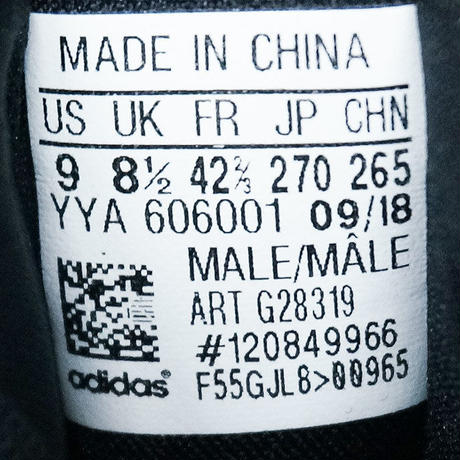 MADE IN CHINA
US UK FR JP CHN
9 8½ 42⅔ 270 265
YYA 606001 09/18
MALE/MÂLE
ART G28319
#120849966
adidas® F55GJL8>00965